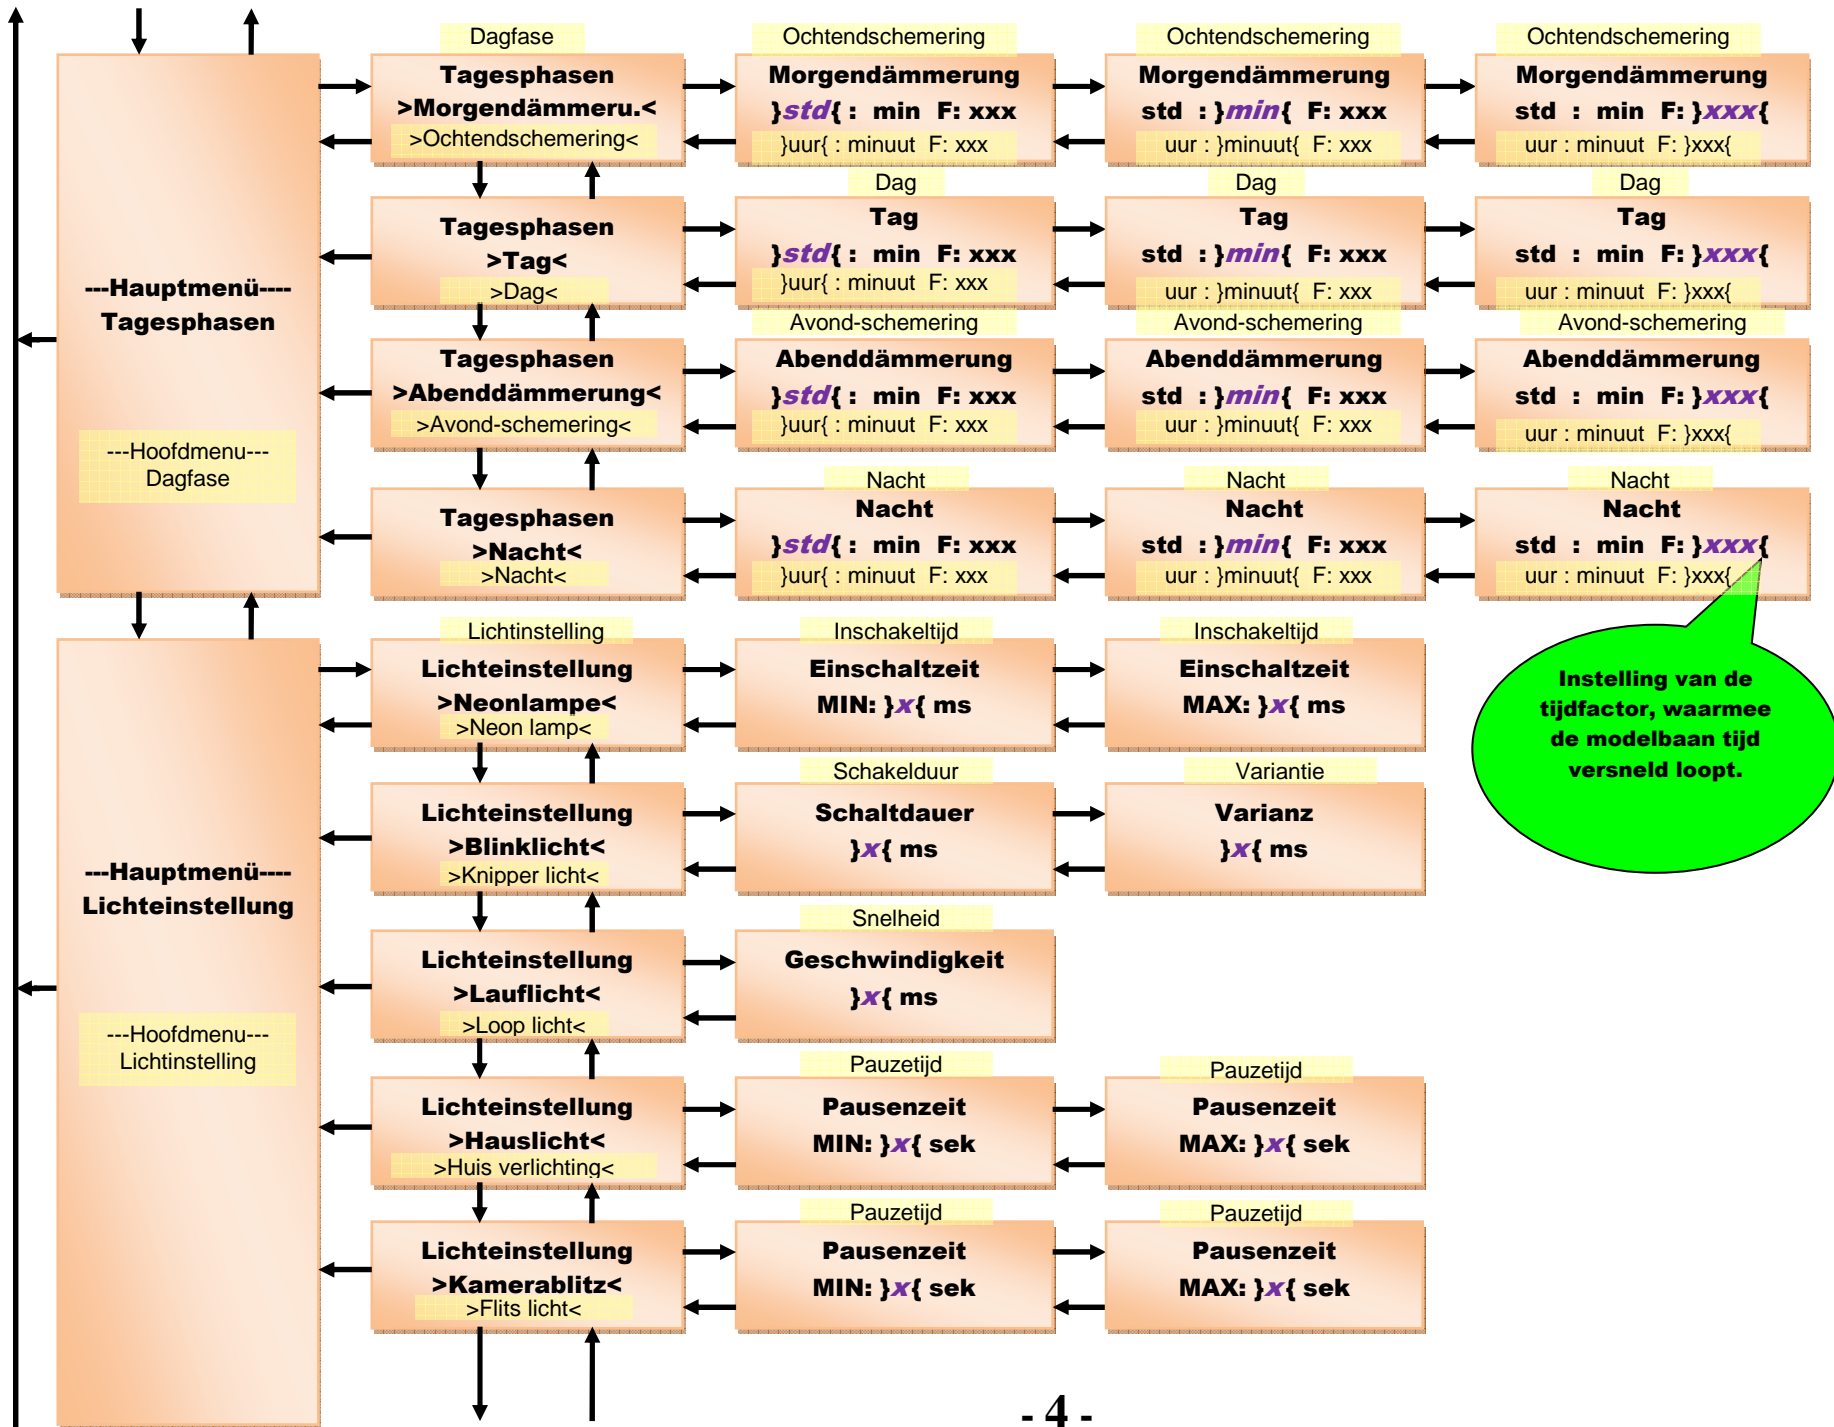 ---Hauptmenü----
Tagesphasen
---Hoofdmenu---
Dagfase
Dagfase
Tagesphasen
>Morgendämmeru.<
>Ochtendschemering<
Ochtendschemering
Morgendämmerung
}std{ : min F: xxx
}uur{ : minuut F: xxx
Ochtendschemering
Morgendämmerung
std : }min{ F: xxx
uur : }minuut{ F: xxx
Ochtendschemering
Morgendämmerung
std : min F: }xxx{
uur : minuut F: }xxx{
Tagesphasen
>Tag<
>Dag<
Dag
Tag
}std{ : min F: xxx
}uur{ : minuut F: xxx
Dag
Tag
std : }min{ F: xxx
uur : }minuut{ F: xxx
Dag
Tag
std : min F: }xxx{
uur : minuut F: }xxx{
Tagesphasen
>Abenddämmerung<
>Avond-schemering<
Avond-schemering
Abenddämmerung
}std{ : min F: xxx
}uur{ : minuut F: xxx
Avond-schemering
Abenddämmerung
std : }min{ F: xxx
uur : }minuut{ F: xxx
Avond-schemering
Abenddämmerung
std : min F: }xxx{
uur : minuut F: }xxx{
Tagesphasen
>Nacht<
>Nacht<
Nacht
Nacht
}std{ : min F: xxx
}uur{ : minuut F: xxx
Nacht
Nacht
std : }min{ F: xxx
uur : }minuut{ F: xxx
Nacht
Nacht
std : min F: }xxx{
uur : minuut F: }xxx{
Instelling van de
tijdfactor, waarmee
de modelbaan tijd
versneld loopt.
---Hauptmenü----
Lichteinstellung
---Hoofdmenu---
Lichtinstelling
Lichtinstelling
Lichteinstellung
>Neonlampe<
>Neon lamp<
Inschakeltijd
Einschaltzeit
MIN: }x{ ms
Inschakeltijd
Einschaltzeit
MAX: }x{ ms
Lichteinstellung
>Blinklicht<
>Knipper licht<
Schakelduur
Schaltdauer
}x{ ms
Variantie
Varianz
}x{ ms
Lichteinstellung
>Lauflicht<
>Loop licht<
Snelheid
Geschwindigkeit
}x{ ms
Lichteinstellung
>Hauslicht<
>Huis verlichting<
Pauzetijd
Pausenzeit
MIN: }x{ sek
Pauzetijd
Pausenzeit
MAX: }x{ sek
Lichteinstellung
>Kamerablitz<
>Flits licht<
Pauzetijd
Pausenzeit
MIN: }x{ sek
Pauzetijd
Pausenzeit
MAX: }x{ sek
- 4 -